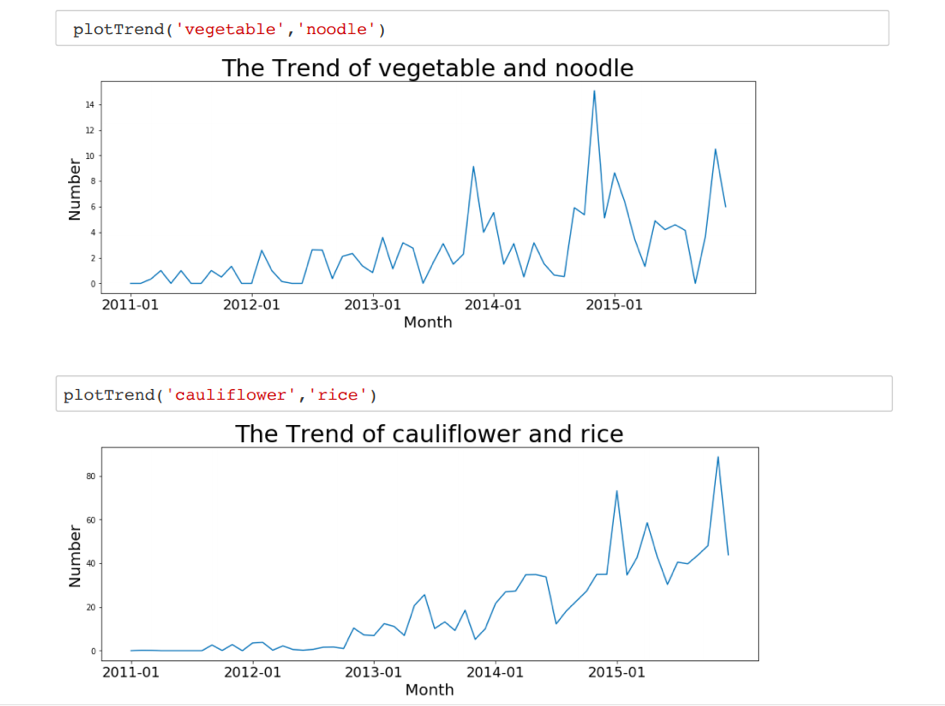 plotTrend('vegetable','noodle')
The Trend of vegetable and noodle
14
12
10
8
6
4
2
0
Number
2011-01 2012-01 2013-01 2014-01 2015-01
Month
plotTrend('cauliflower','rice')
The Trend of cauliflower and rice
80
60
40
20
0
Number
2011-01 2012-01 2013-01 2014-01 2015-01
Month